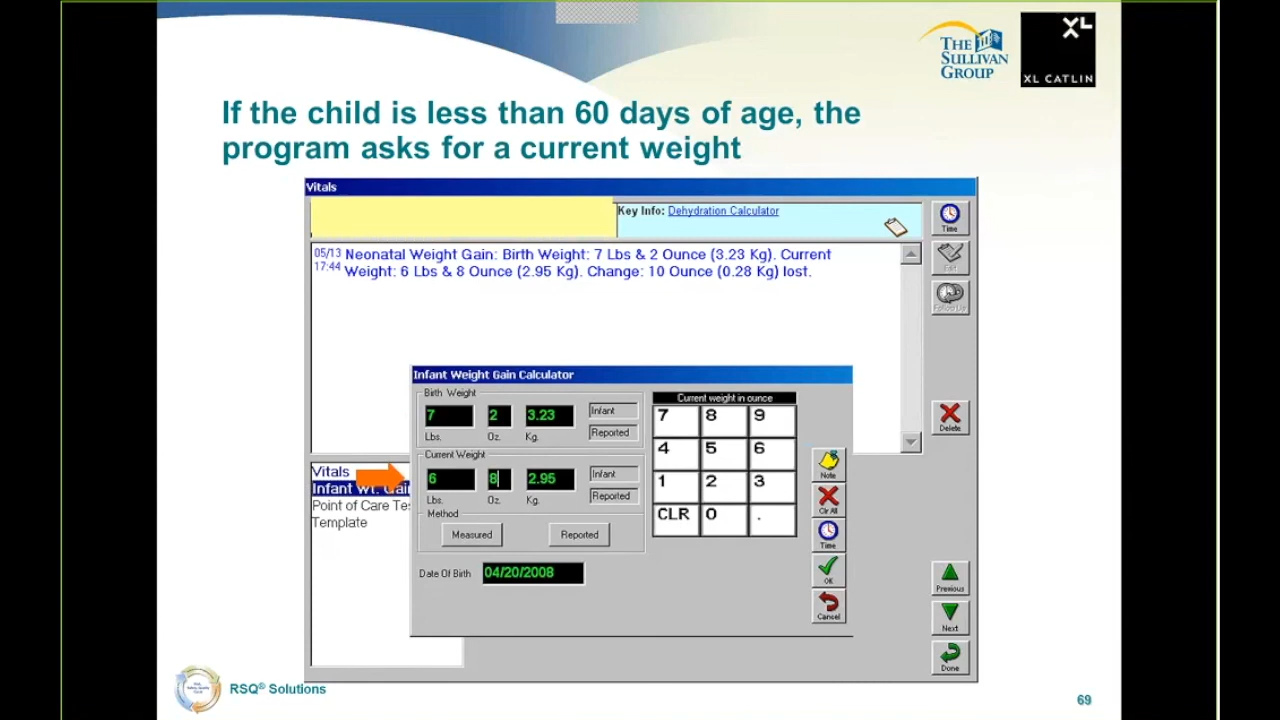 THE
SULLIVAN
GROUP
XL
XL CATLIN
If the child is less than 60 days of age, the
program asks for a current weight
Vitals
Key Info: Dehydration Calculator
Time
05/13 Neonatal Weight Gain: Birth Weight: 7 Lbs & 2 Ounce (3.23 Kg). Current
17:44 Weight: 6 Lbs & 8 Ounce (2.95 Kg). Change: 10 Ounce (0.28 Kg) lost.
Edit
Follow Up
Delete
Infant Weight Gain Calculator
Birth Weight
7 2 3.23 Infant
Reported
Lbs. Oz. Kg.
Current Weight
6 8 2.95 Infant
Reported
Lbs. Oz. Kg.
Method
Measured Reported
Date Of Birth 04/20/2008
Current weight in ounce
7 8 9
4 5 6
1 2 3
CLR 0 .
Note
Clr All
Time
OK
Cancel
Vitals
Infant Wt. Gain
Point of Care Te
Template
Previous
Next
Done
RSQ® Solutions
69